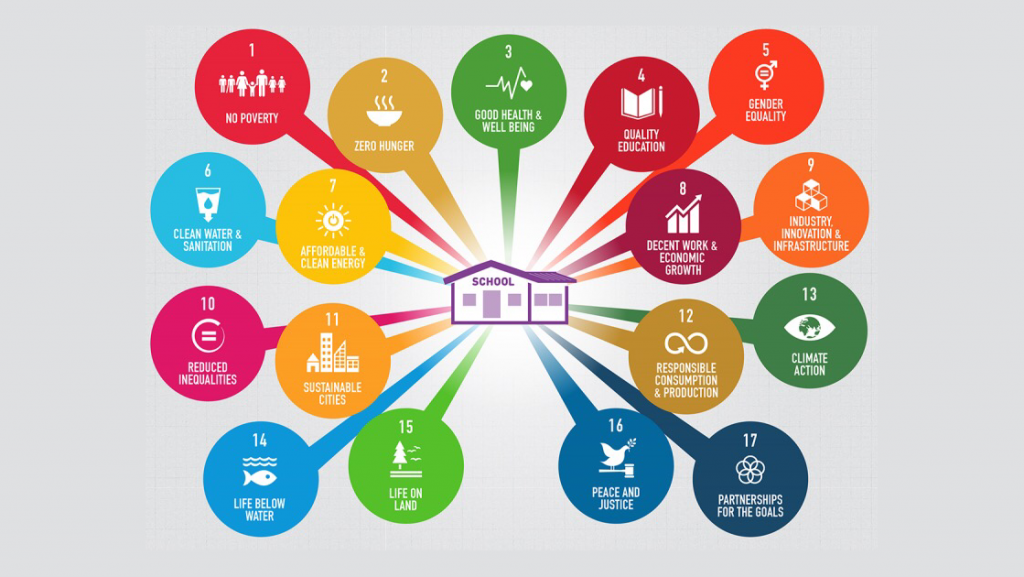 1
NO POVERTY
2
ZERO HUNGER
3
GOOD HEALTH &
WELL BEING
4
QUALITY
EDUCATION
5
GENDER
EQUALITY
6
CLEAN WATER &
SANITATION
7
AFFORDABLE &
CLEAN ENERGY
8
DECENT WORK &
ECONOMIC
GROWTH
9
INDUSTRY,
INNOVATION &
INFRASTRUCTURE
SCHOOL
10
REDUCED
INEQUALITIES
11
SUSTAINABLE
CITIES
12
RESPONSIBLE
CONSUMPTION
& PRODUCTION
13
CLIMATE
ACTION
14
LIFE BELOW
WATER
15
LIFE ON
LAND
16
PEACE AND
JUSTICE
17
PARTNERSHIPS
FOR THE GOALS